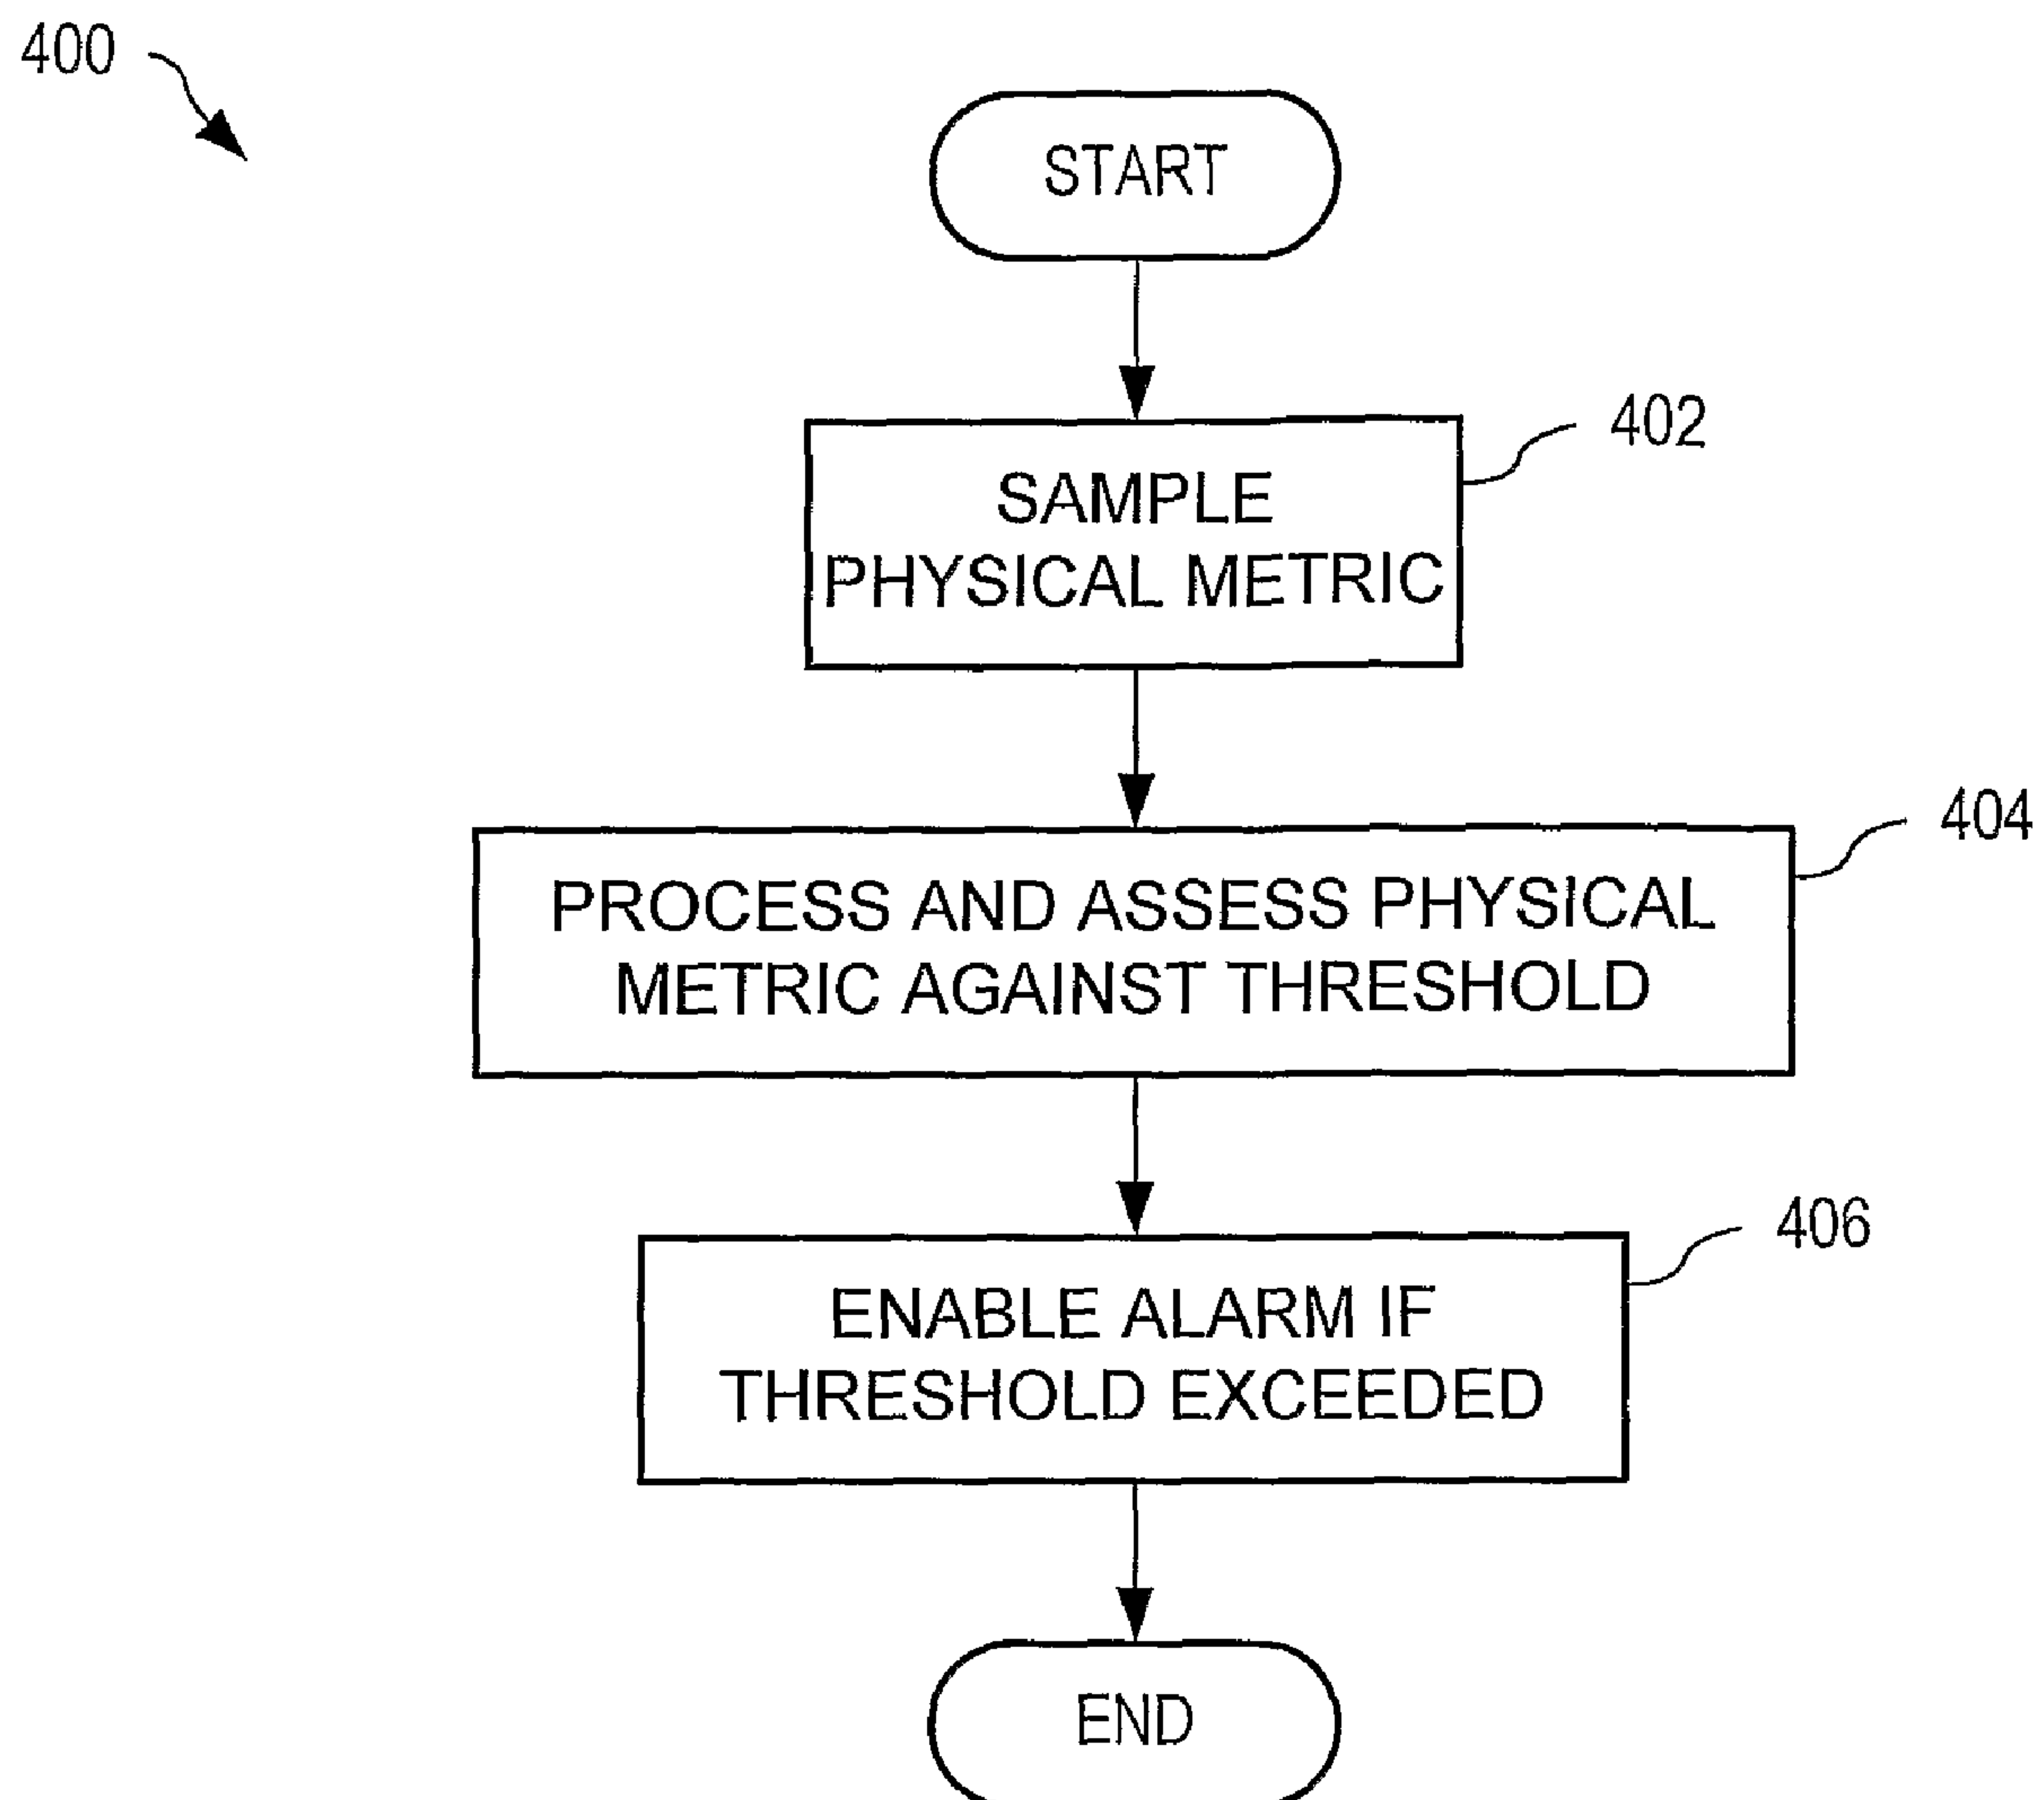 400
START
402
SAMPLE
PHYSICAL METRIC
404
PROCESS AND ASSESS PHYSICAL
METRIC AGAINST THRESHOLD
406
ENABLE ALARM IF
THRESHOLD EXCEEDED
END